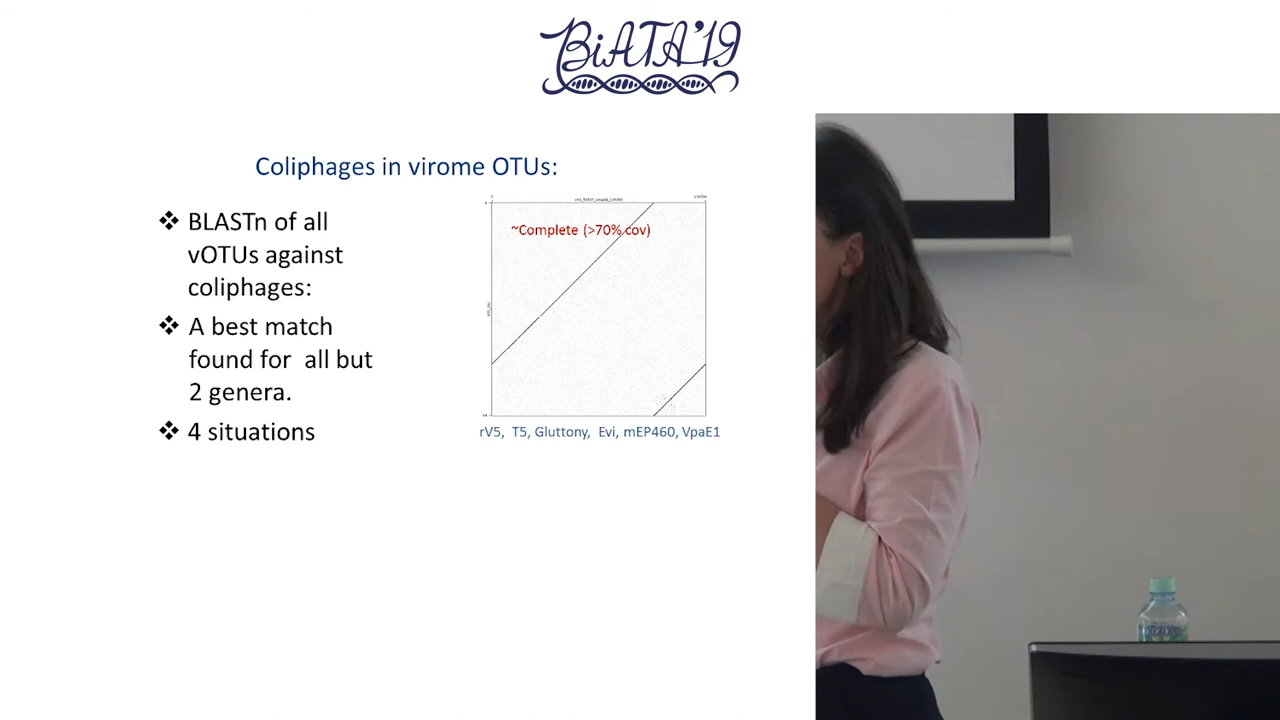 BiATA'19
Coliphages in virome OTUs:
❖ BLASTn of all
vOTUs against
coliphages:
❖ A best match
found for  all but
2 genera.
❖ 4 situations
~Complete (>70% cov)
rV5,  T5, Gluttony,  Evi, mEP460, VpaE1